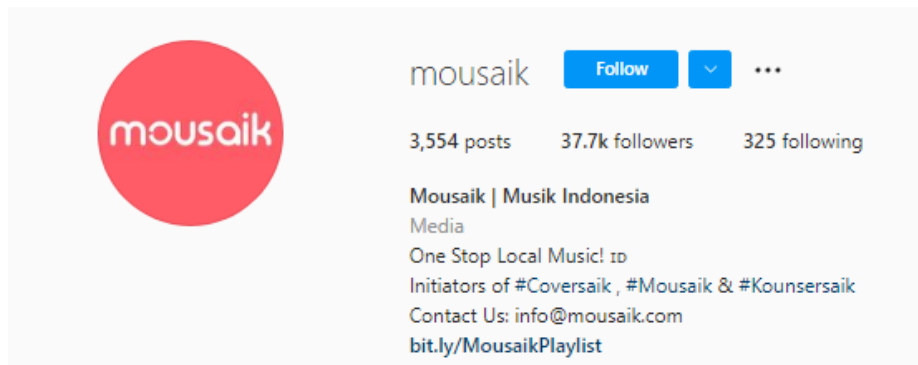 mousaik
mousaik Follow
3,554 posts 37.7k followers 325 following
Mousaik | Musik Indonesia
Media
One Stop Local Music! ID
Initiators of #Coversaik , #Mousaik & #Kounsersaik
Contact Us: info@mousaik.com
bit.ly/MousaikPlaylist